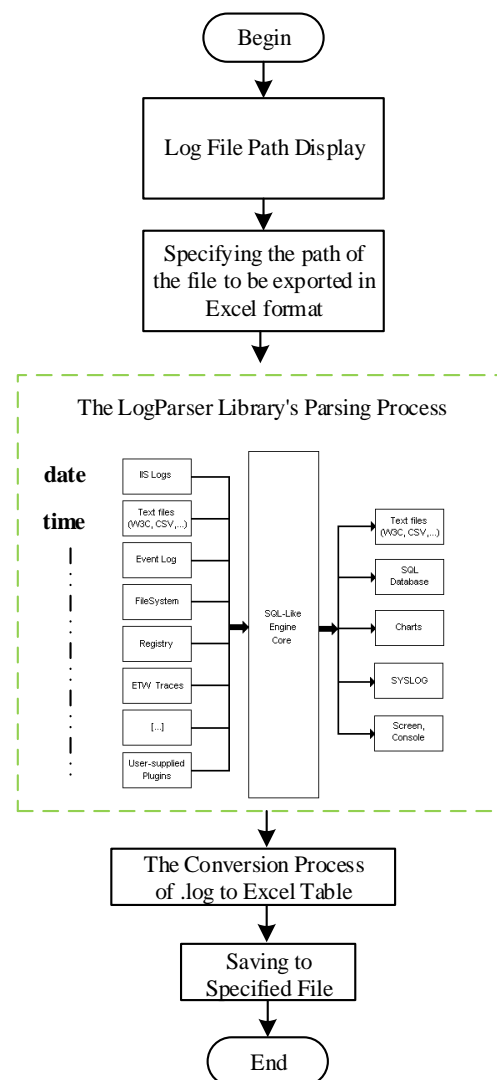 Begin
Log File Path Display
Specifying the path of
the file to be exported in
Excel format
The LogParser Library's Parsing Process
date
time
IIS Logs
Text files
(W3C, CSV,...)
Event Log
FileSystem
Registry
ETW Traces
[...]
User-supplied
Plugins
SQL-Like
Engine
Core
Text files
(W3C, CSV,...)
SQL
Database
Charts
SYSLOG
Screen,
Console
The Conversion Process
of .log to Excel Table
Saving to
Specified File
End